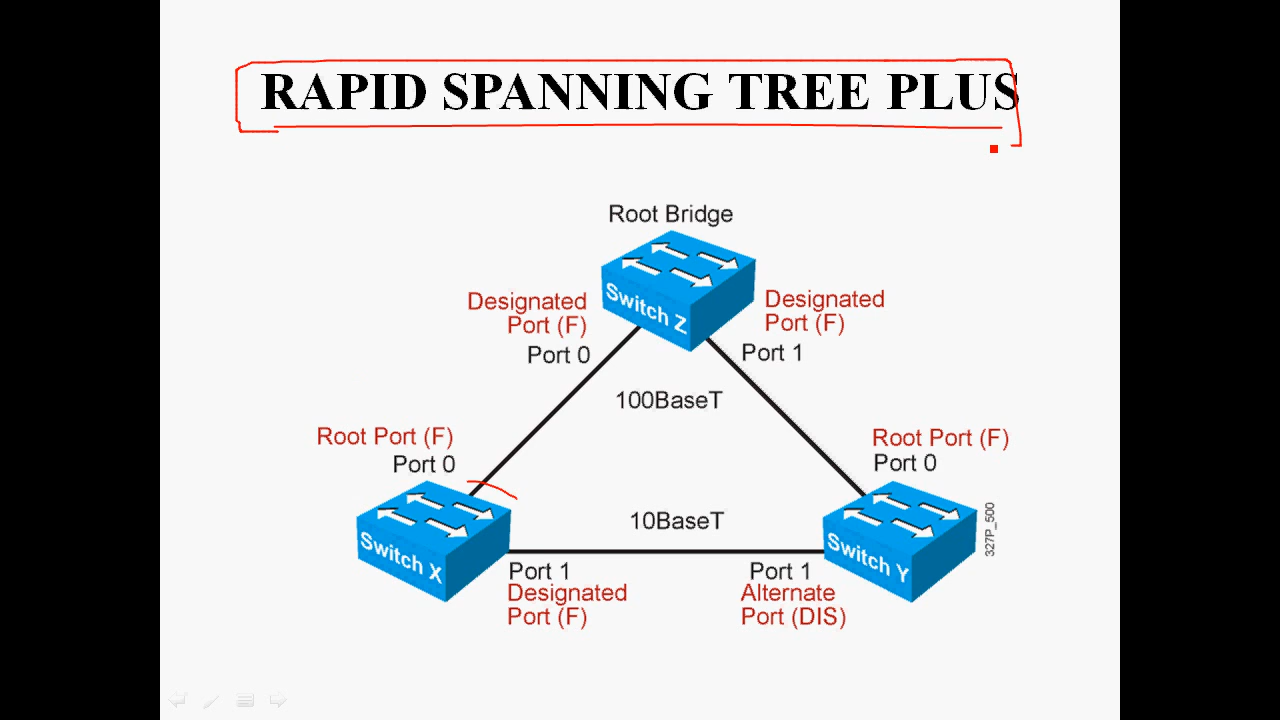 RAPID SPANNING TREE PLUS
Root Bridge
Switch Z
Designated
Port (F)
Port 0
Designated
Port (F)
Port 1
100BaseT
Root Port (F)
Port 0
Root Port (F)
Port 0
Switch X
10BaseT
Switch Y
327P_500
Port 1
Designated
Port (F)
Port 1
Alternate
Port (DIS)